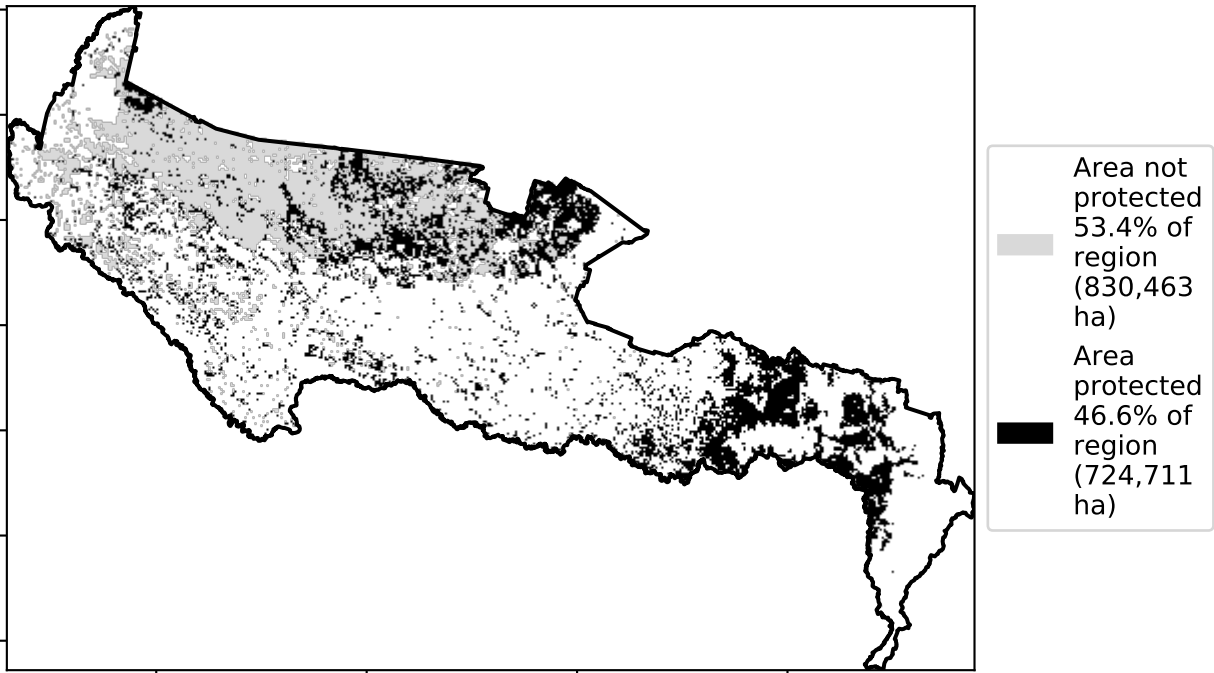 Area not
protected
53.4% of
region
(830,463
ha)
Area
protected
46.6% of
region
(724,711
ha)